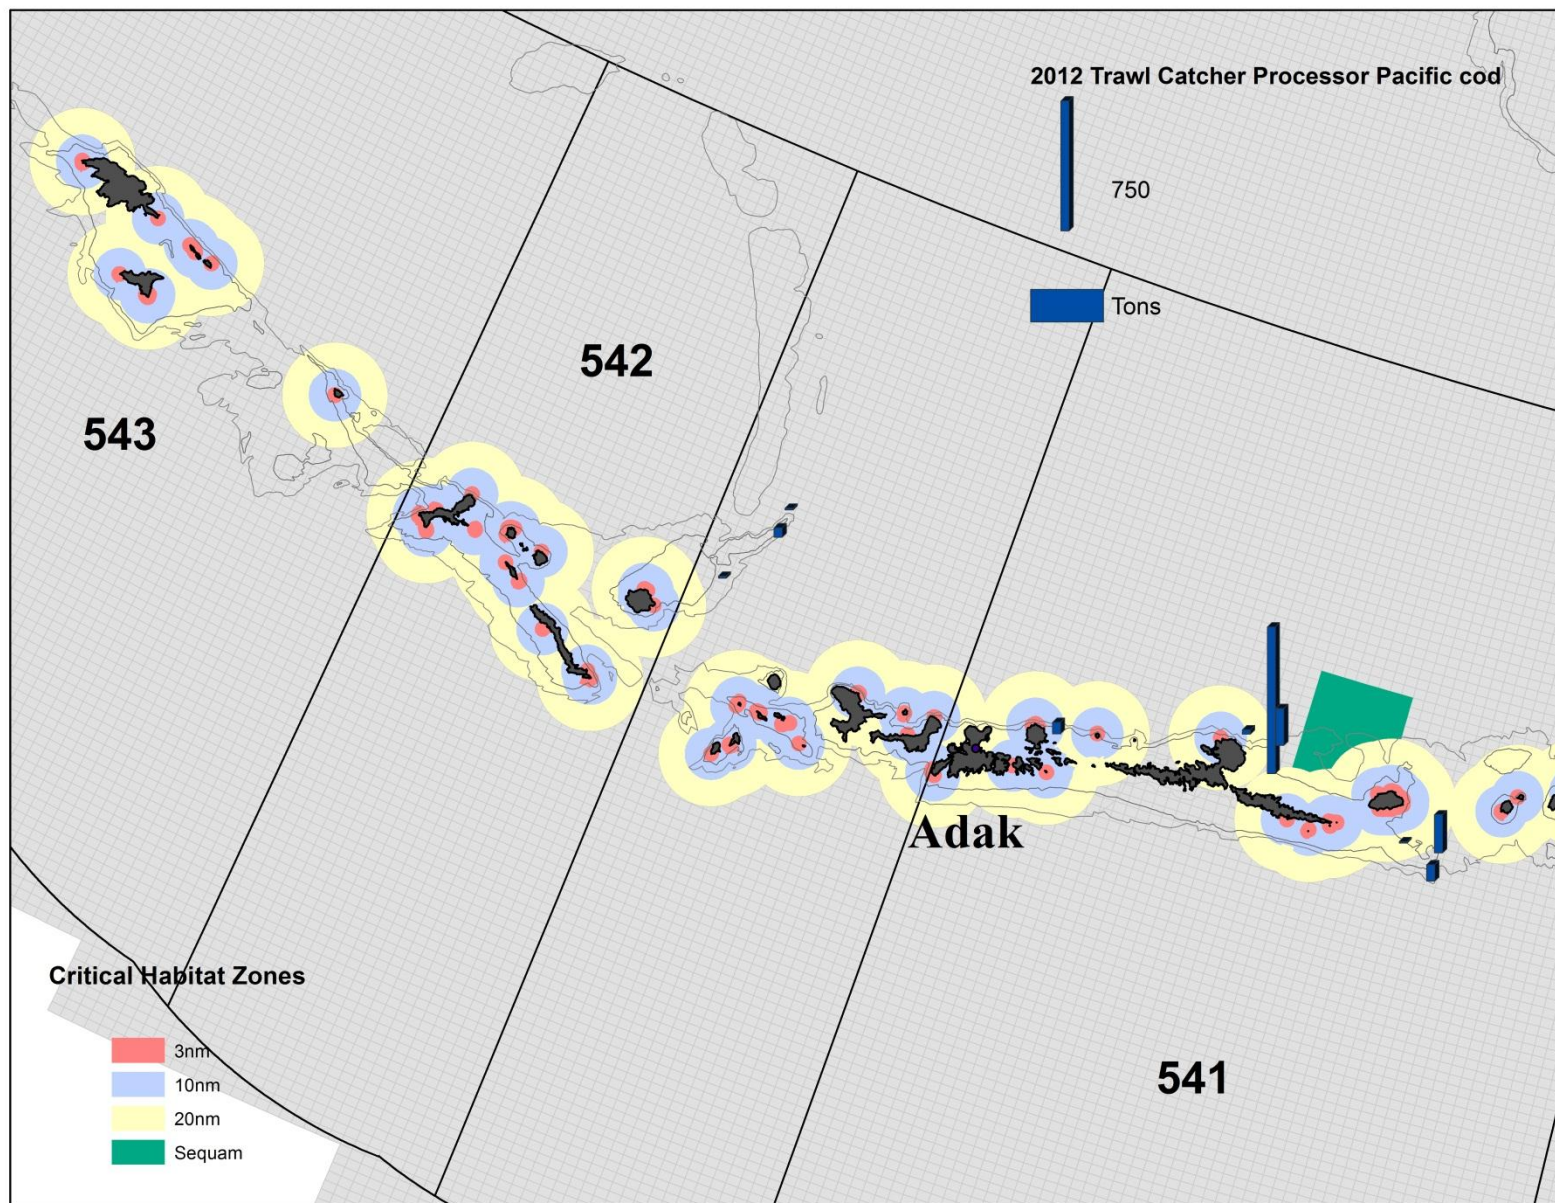 2012 Trawl Catcher Processor Pacific cod
750
Tons
542
543
Adak
541
Critical Habitat Zones
3nm
10nm
20nm
Sequam